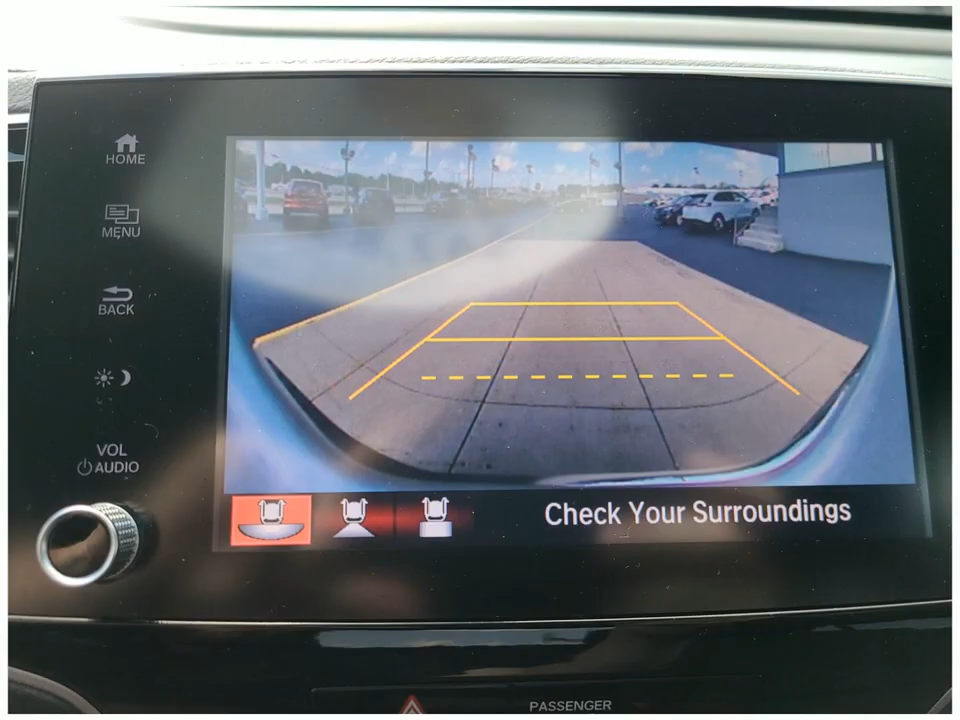 HOME
MENU
BACK
VOL
AUDIO
Check Your Surroundings
PASSENGER